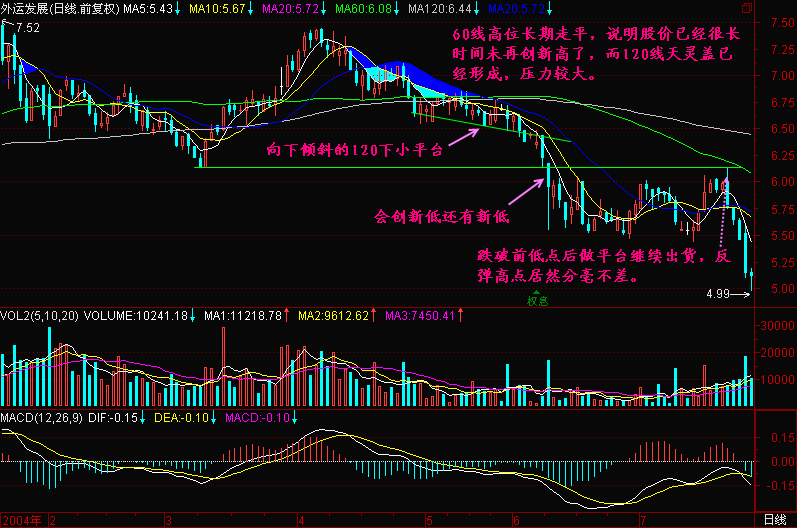 外运发展(日线.前复权) MA5:5.43↓ MA10:5.67↓ MA20:5.72↓ MA60:6.08↓ MA120:6.44↓ MA20:5.72↓
7.52
7.50
60线高位长期走平，说明股价已经很长
时间未再创新高了，而120线天灵盖已
经形成，压力较大。
7.25
7.00
6.75
6.50
向下倾斜的120下小平台
6.25
6.00
会创新低还有新低
5.75
5.50
跌破前低点后做平台继续出货，反
弹高点居然分毫不差。
5.00
4.99
权息
VOL2(5,10,20) VOLUME:10241.18↓ MA1:11218.78↑ MA2:9612.62↑ MA3:7450.41↑
30000
20000
10000
MACD(12,26,9) DIF:-0.15↓ DEA:-0.10↓ MACD:-0.10↓
0.15
0.00
-0.15
2004年 2 3 4 5 6 7 日线